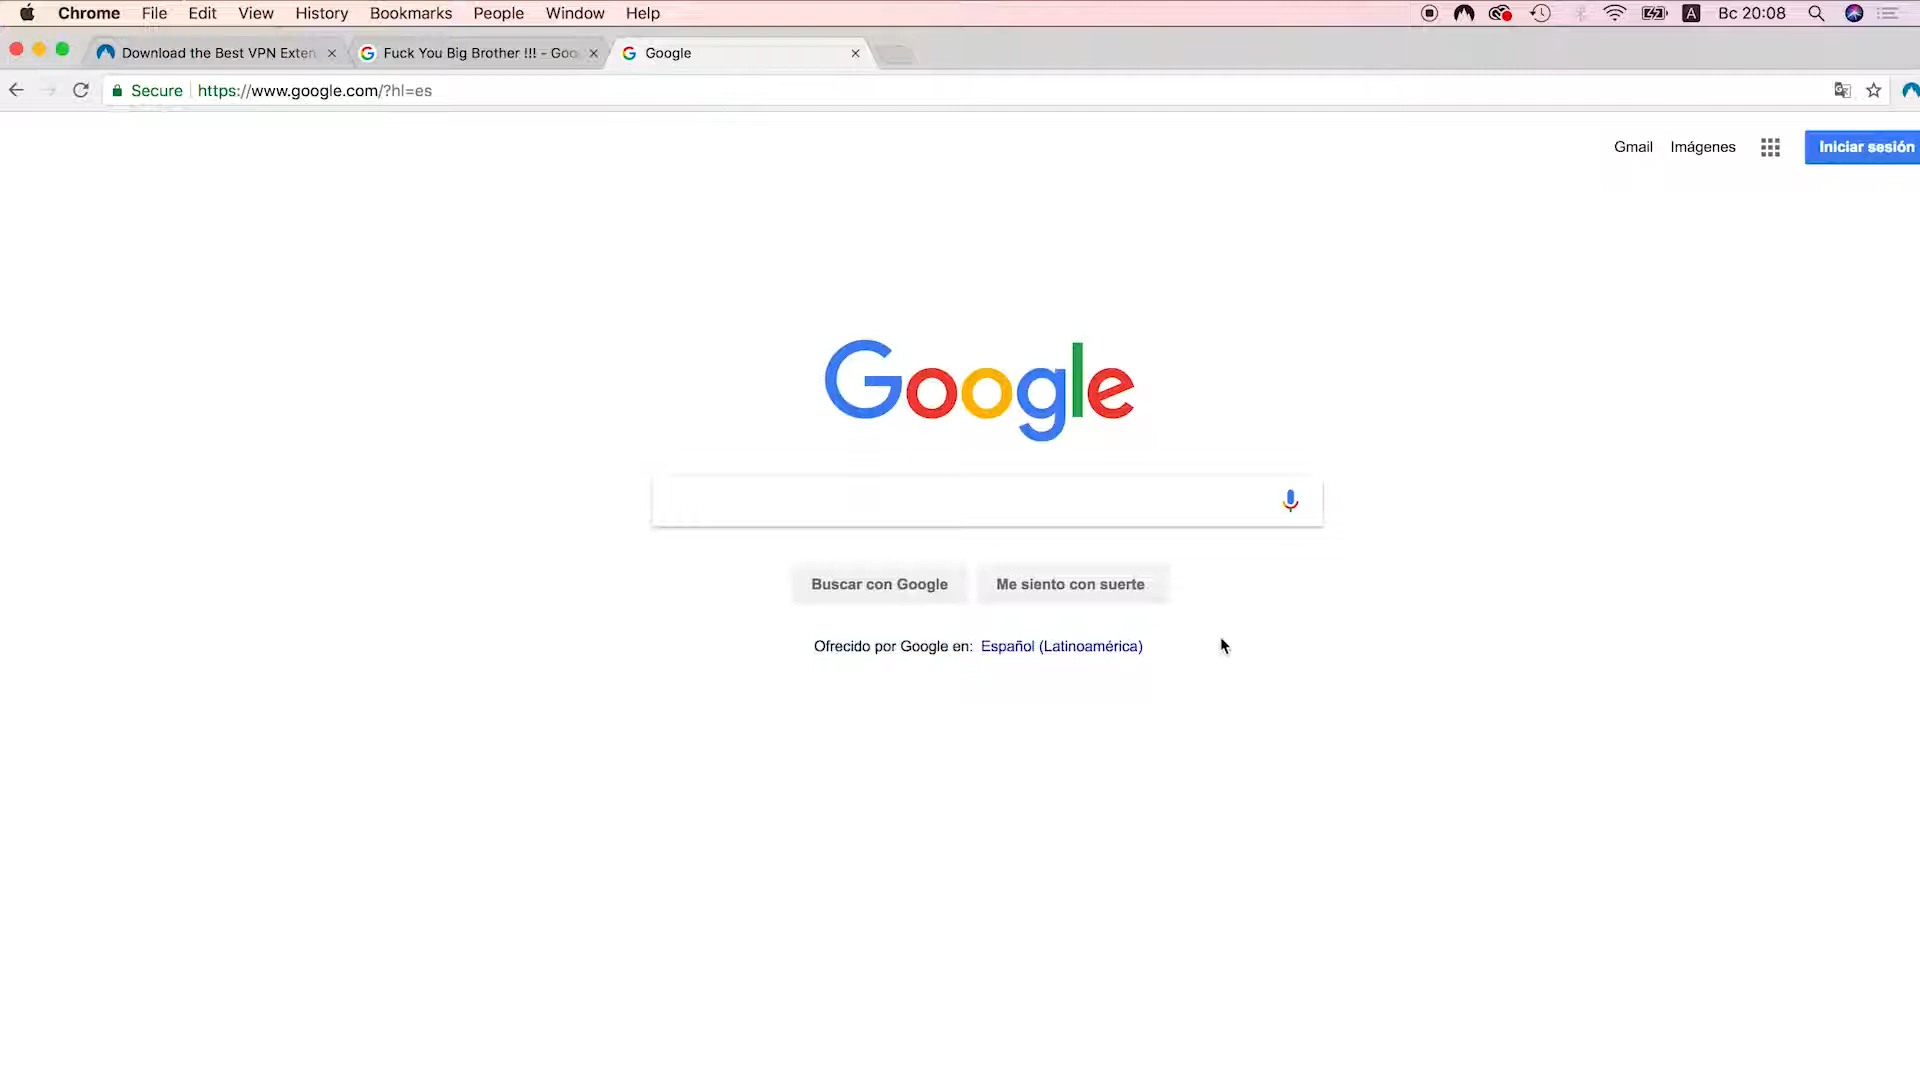 Chrome File Edit View History Bookmarks People Window Help A Вс 20:08
Download the Best VPN Exten Fuck You Big Brother !!! - Goo Google
Secure https://www.google.com/?hl=es
Gmail Imágenes Iniciar sesión
Google
Buscar con Google Me siento con suerte
Ofrecido por Google en: Español (Latinoamérica)